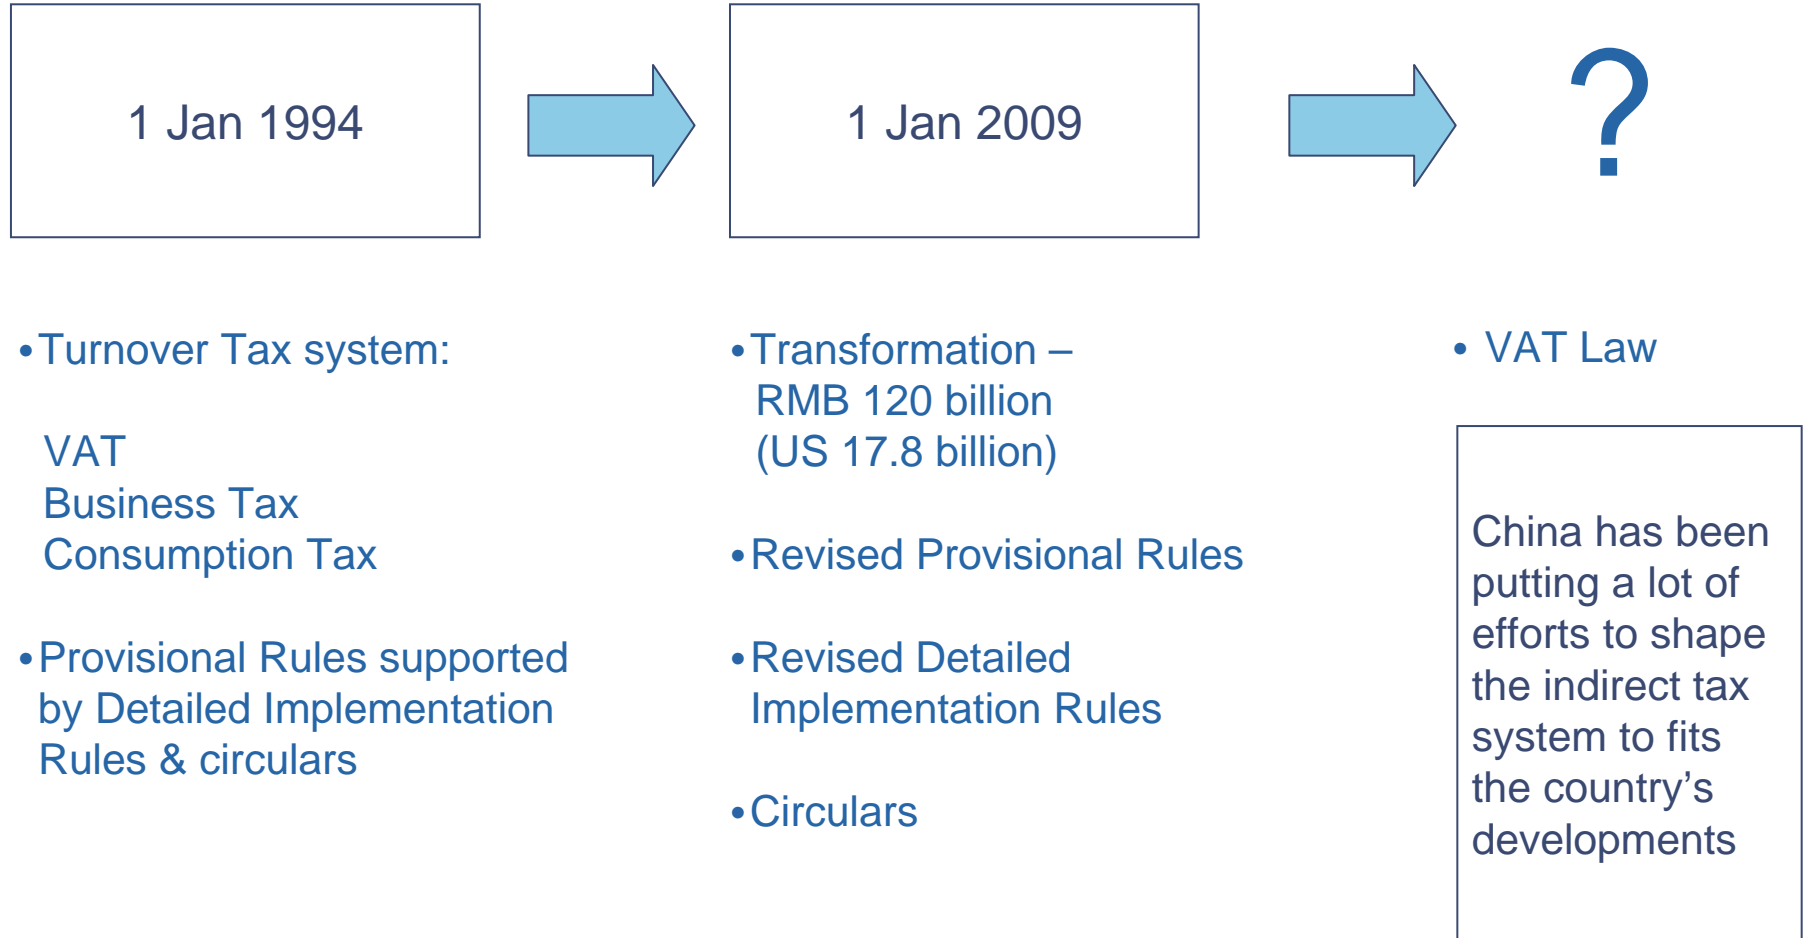 1 Jan 1994
1 Jan 2009
?
•Turnover Tax system:
VAT
Business Tax
Consumption Tax
•Provisional Rules supported
by Detailed Implementation
Rules & circulars
•Transformation –
RMB 120 billion
(US 17.8 billion)
•Revised Provisional Rules
•Revised Detailed
Implementation Rules
•Circulars
• VAT Law
China has been
putting a lot of
efforts to shape
the indirect tax
system to fits
the country’s
developments